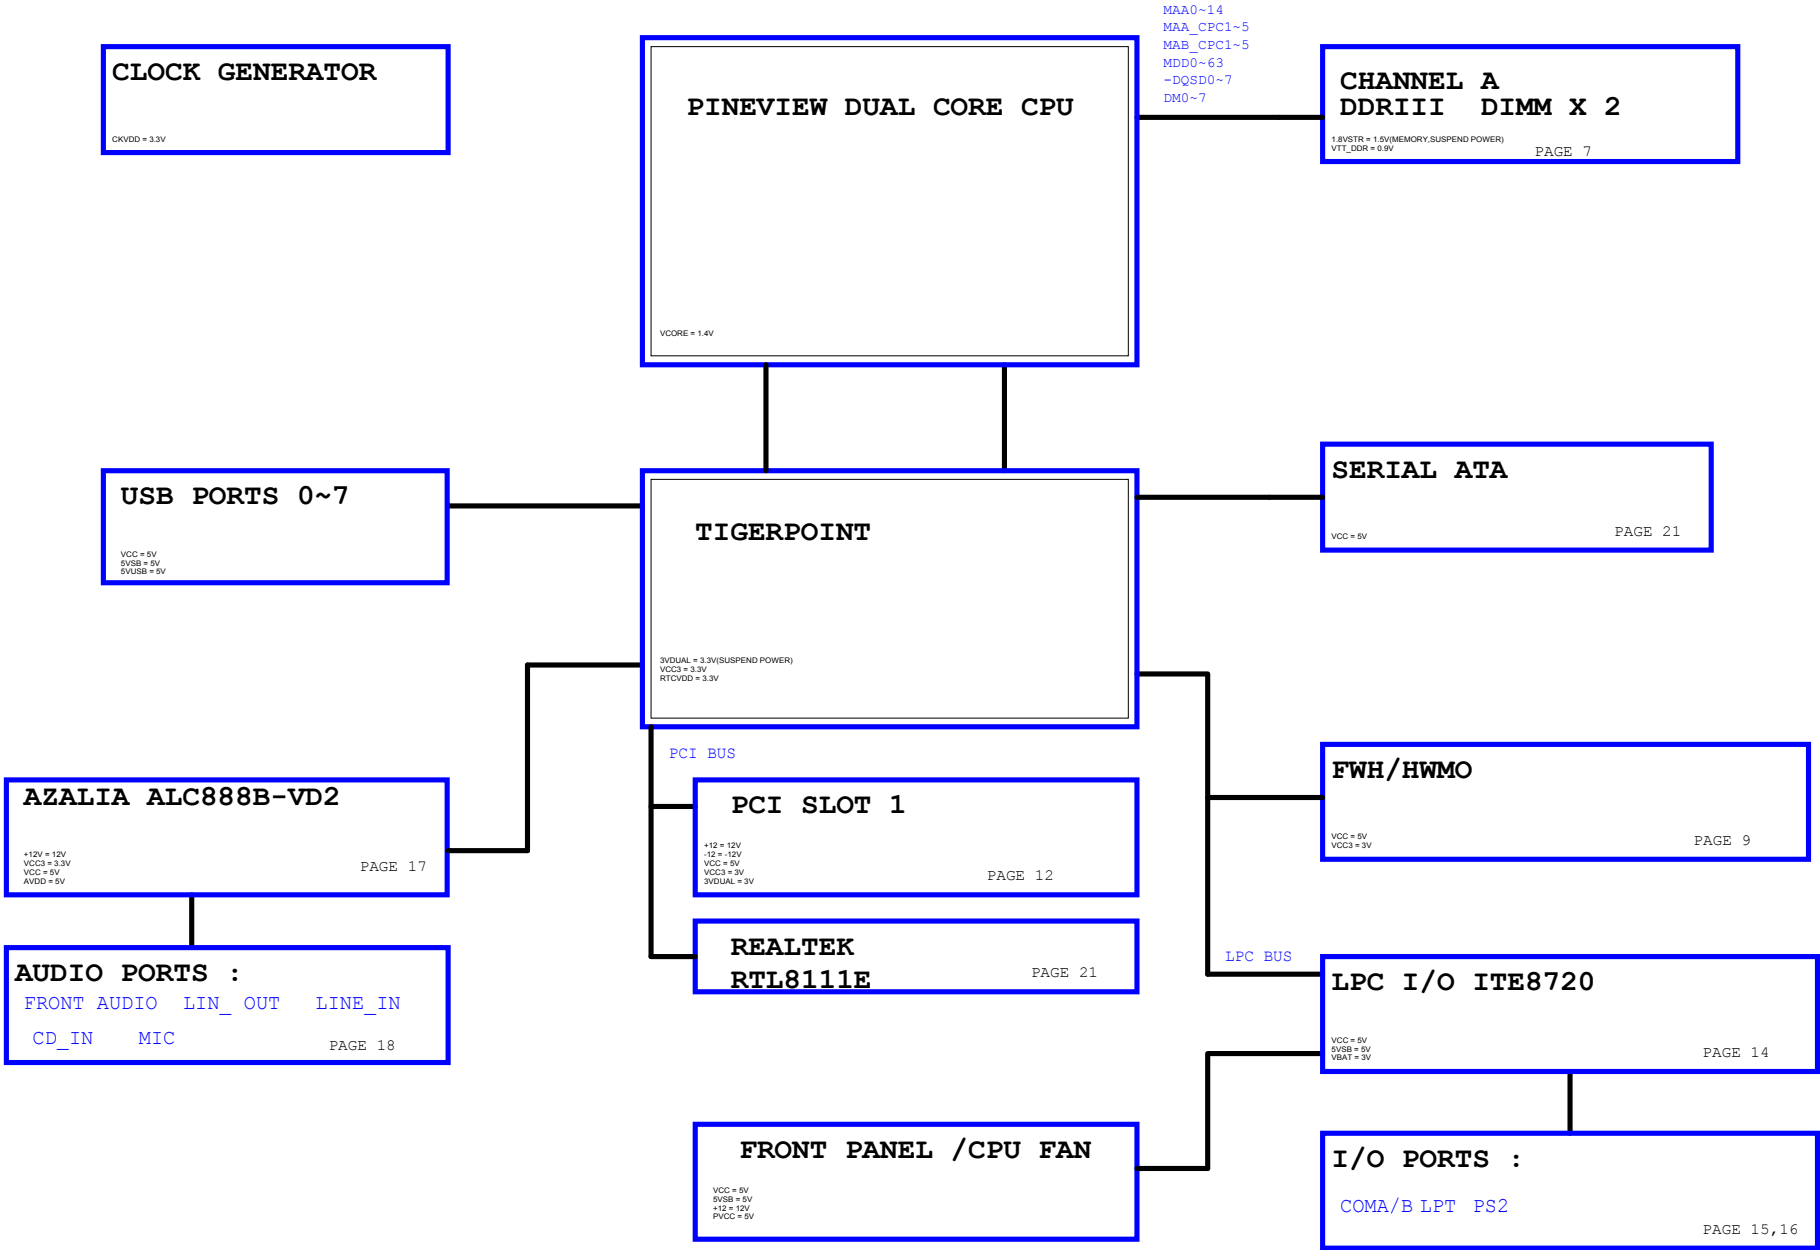 CLOCK GENERATOR
CKVDD = 3.3V
PINEVIEW DUAL CORE CPU
VCORE = 1.4V
MAA0~14
MAA_CPC1~5
MAB_CPC1~5
MDD0~63
-DQSD0~7
DM0~7
CHANNEL A
DDRIII DIMM X 2
1.8VSTR = 1.5V(MEMORY,SUSPEND POWER)
VTT_DDR = 0.9V
PAGE 7
USB PORTS 0~7
VCC = 5V
5VSB = 5V
5VUSB = 5V
TIGERPOINT
3VDUAL = 3.3V(SUSPEND POWER)
VCC3 = 3.3V
RTCVDD = 3.3V
SERIAL ATA
VCC = 5V
PAGE 21
PCI BUS
AZALIA ALC888B-VD2
+12V = 12V
VCC3 = 3.3V
VCC = 5V
AVDD = 5V
PAGE 17
PCI SLOT 1
+12 = 12V
-12 = -12V
VCC = 5V
VCC3 = 3V
3VDUAL = 3V
PAGE 12
FWH/HWMO
VCC = 5V
VCC3 = 3V
PAGE 9
AUDIO PORTS :
FRONT AUDIO LIN_ OUT LINE_IN
CD_IN MIC
PAGE 18
REALTEK
RTL8111E
PAGE 21
LPC BUS
LPC I/O ITE8720
VCC = 5V
5VSB = 5V
VBAT = 3V
PAGE 14
FRONT PANEL /CPU FAN
VCC = 5V
5VSB = 5V
+12 = 12V
PVCC = 5V
I/O PORTS :
COMA/B LPT PS2
PAGE 15,16